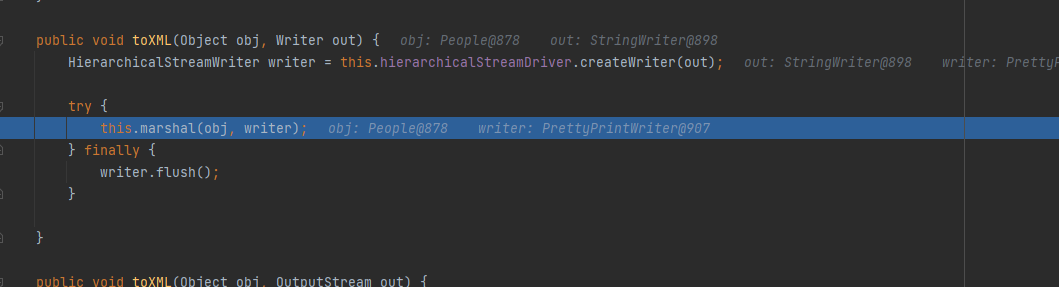 }
public void toXML(Object obj, Writer out) {   obj: People@878    out: StringWriter@898
HierarchicalStreamWriter writer = this.hierarchicalStreamDriver.createWriter(out);   out: StringWriter@898    writer: PrettyP
try {
this.marshal(obj, writer);   obj: People@878    writer: PrettyPrintWriter@907
} finally {
writer.flush();
}
}
public void toXML(Object obj, OutputStream out) {